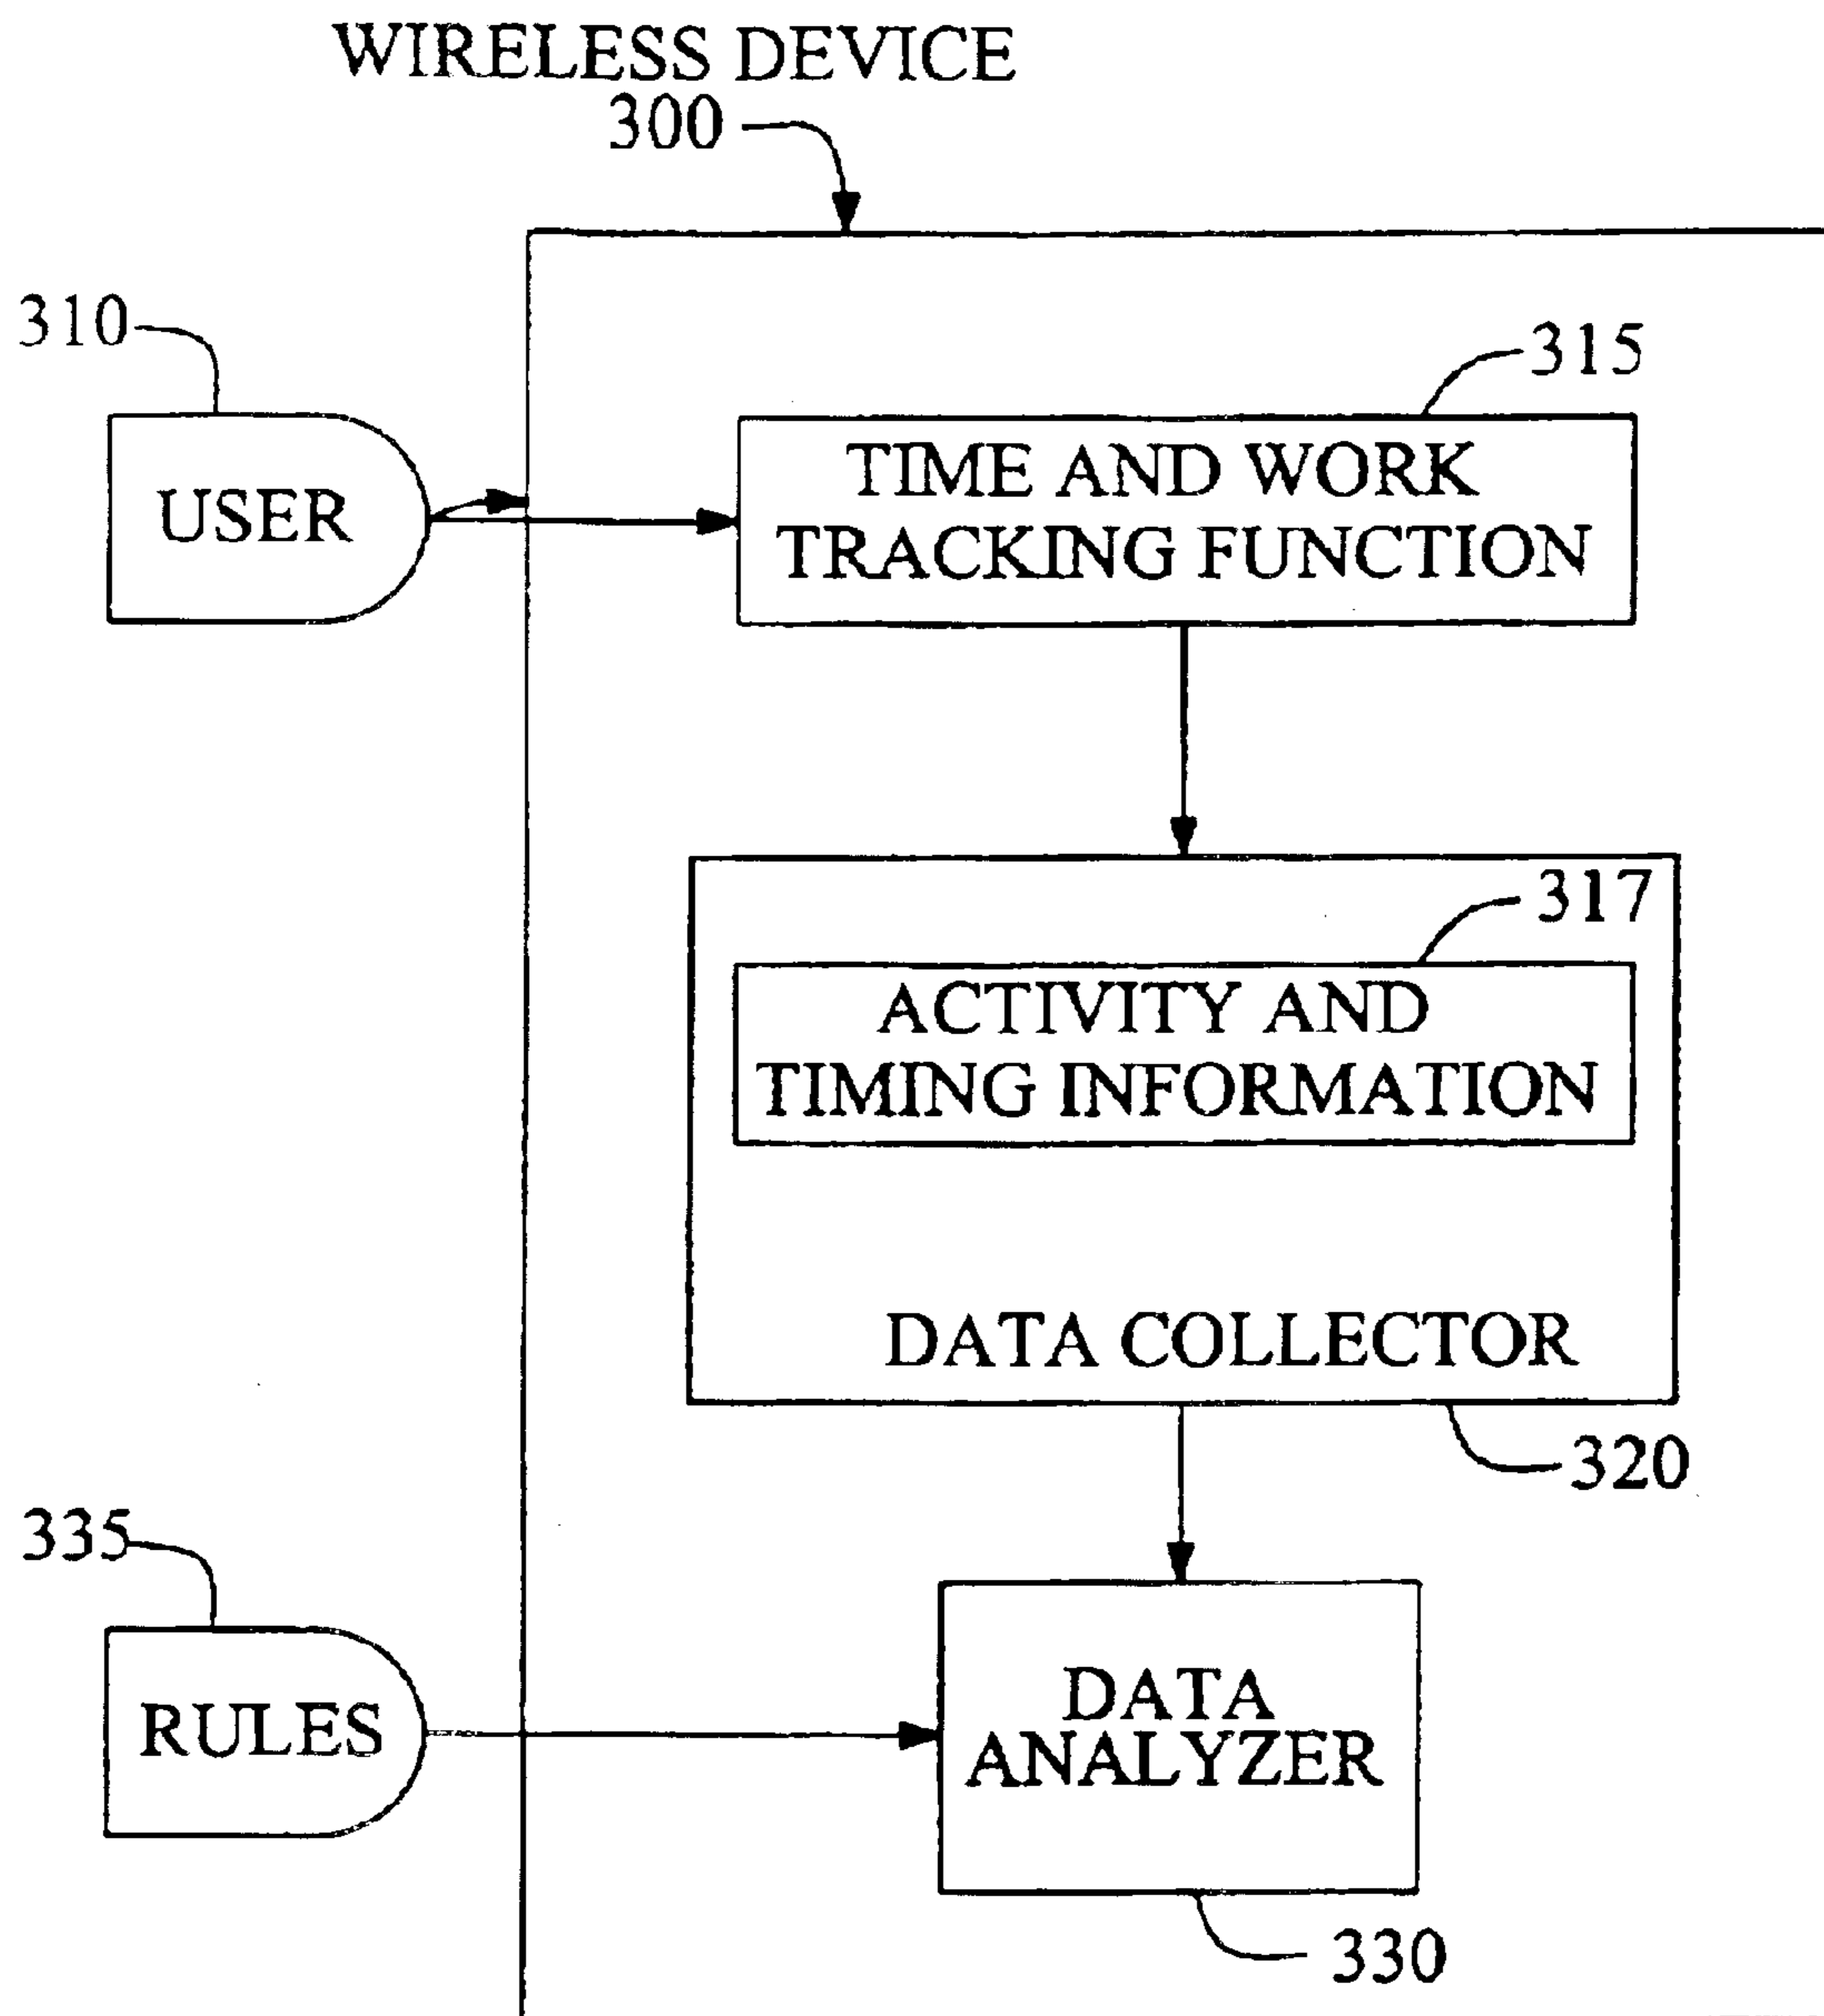 WIRELESS DEVICE
300
310
315
USER
TIME AND WORK
TRACKING FUNCTION
317
ACTIVITY AND
TIMING INFORMATION
DATA COLLECTOR
320
335
RULES
DATA
ANALYZER
330